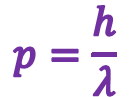 p = h/λ